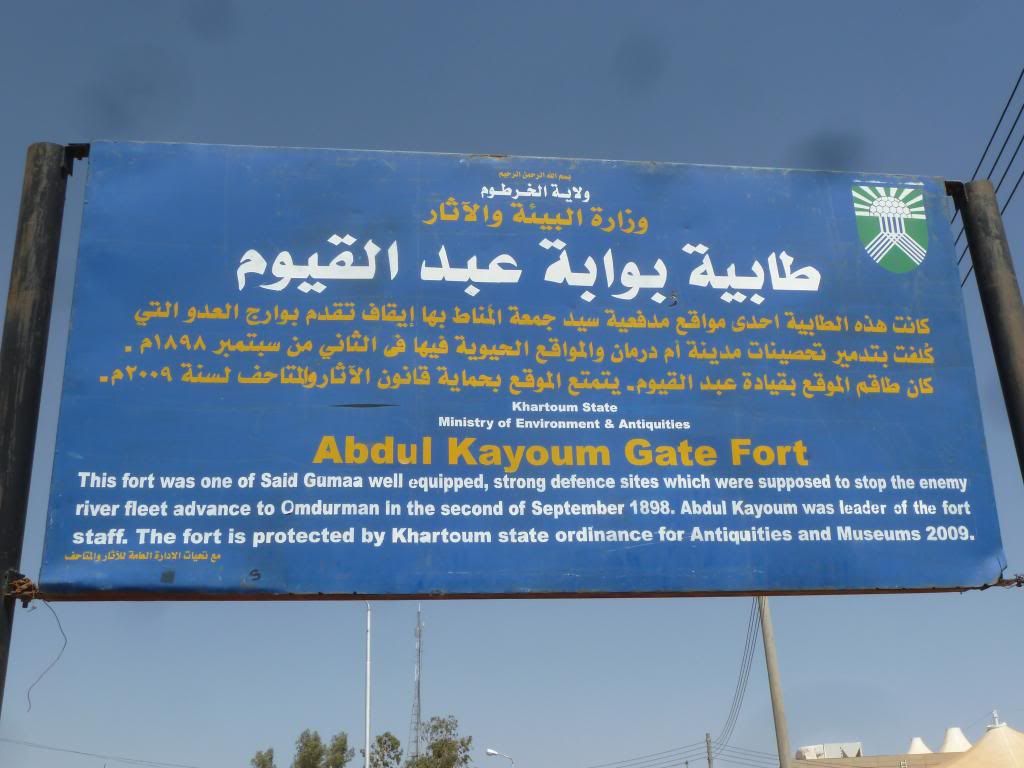 بسم الله الرحمن الرحيم
ولاية الخرطوم
وزارة البيئة والآثار
طابية بوابة عبد القيوم
كانت هذه الطابية احدى مواقع مدفعية سيد جمعة المناط بها إيقاف تقدم بوارج العدو التي
كُلفت بتدمير تحصينات مدينة أم درمان والمواقع الحيوية فيها فى الثاني من سبتمبر ١٨٩٨م .
كان طاقم الموقع بقيادة عبد القيوم. يتمتع الموقع بحماية قانون الآثار والمتاحف لسنة ٢٠٠٩م.
Khartoum State
Ministry of Environment & Antiquities
Abdul Kayoum Gate Fort
This fort was one of Said Gumaa well equipped, strong defence sites which were supposed to stop the enemy
river fleet advance to Omdurman in the second of September 1898. Abdul Kayoum was leader of the fort
staff. The fort is protected by Khartoum state ordinance for Antiquities and Museums 2009.
مع تحيات الادارة العامة للآثار والمتاحف